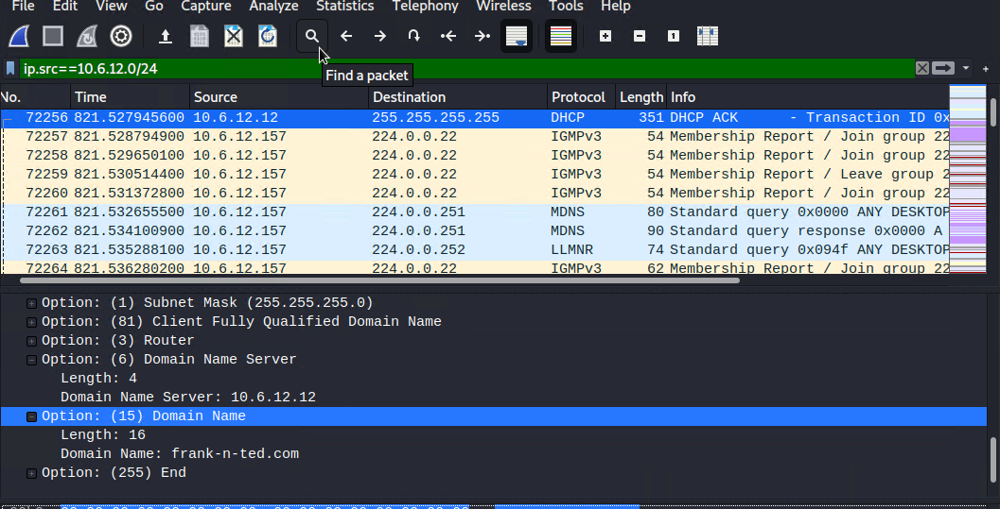 File Edit View Go Capture Analyze Statistics Telephony Wireless Tools Help
ip.src==10.6.12.0/24
Find a packet
No. Time Source Destination Protocol Length Info
72256 821.527945600 10.6.12.12 255.255.255.255 DHCP 351 DHCP ACK - Transaction ID 0x
72257 821.528794900 10.6.12.157 224.0.0.22 IGMPv3 54 Membership Report / Join group 22
72258 821.529650100 10.6.12.157 224.0.0.22 IGMPv3 54 Membership Report / Join group 22
72259 821.530514400 10.6.12.157 224.0.0.22 IGMPv3 54 Membership Report / Leave group 2
72260 821.531372800 10.6.12.157 224.0.0.22 IGMPv3 54 Membership Report / Join group 22
72261 821.532655500 10.6.12.157 224.0.0.251 MDNS 80 Standard query 0x0000 ANY DESKTOP
72262 821.534100900 10.6.12.157 224.0.0.251 MDNS 90 Standard query response 0x0000 A
72263 821.535288100 10.6.12.157 224.0.0.252 LLMNR 74 Standard query 0x094f ANY DESKTOP
72264 821.536280200 10.6.12.157 224.0.0.22 IGMPv3 62 Membership Report / Join group 22
Option: (1) Subnet Mask (255.255.255.0)
Option: (81) Client Fully Qualified Domain Name
Option: (3) Router
Option: (6) Domain Name Server
Length: 4
Domain Name Server: 10.6.12.12
Option: (15) Domain Name
Length: 16
Domain Name: frank-n-ted.com
Option: (255) End